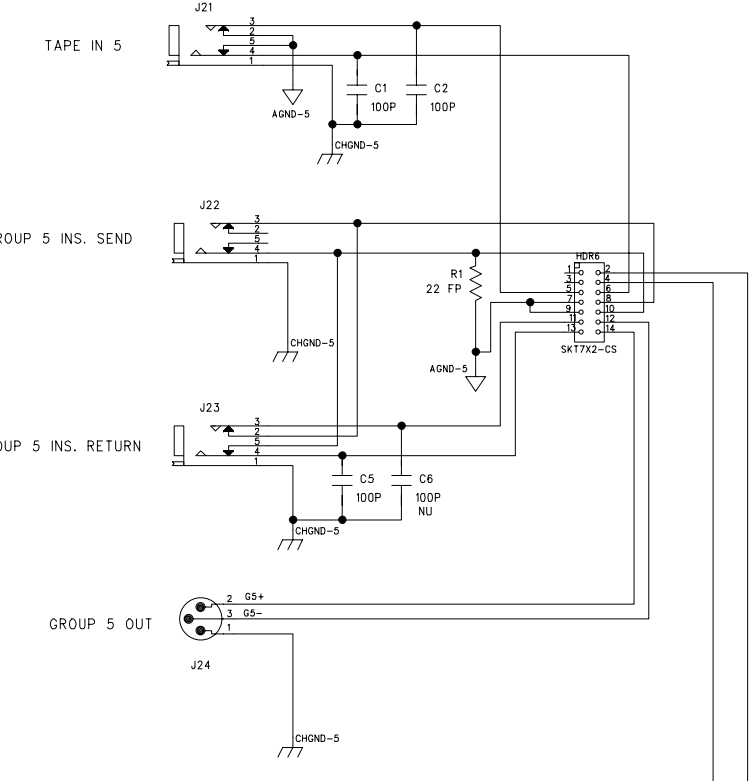 J21
TAPE IN 5
3
2
5
4
1
C1
100P
C2
100P
AGND-5
CHGND-5
J22
ROUP 5 INS. SEND
3
2
5
4
1
R1
22 FP
HDR6
1 2
3 4
5 6
7 8
9 10
11 12
13 14
SKT7X2-CS
CHGND-5
AGND-5
J23
OUP 5 INS. RETURN
3
2
5
4
1
C5
100P
C6
100P
NU
CHGND-5
GROUP 5 OUT
2 G5+
3 G5-
1
J24
CHGND-5